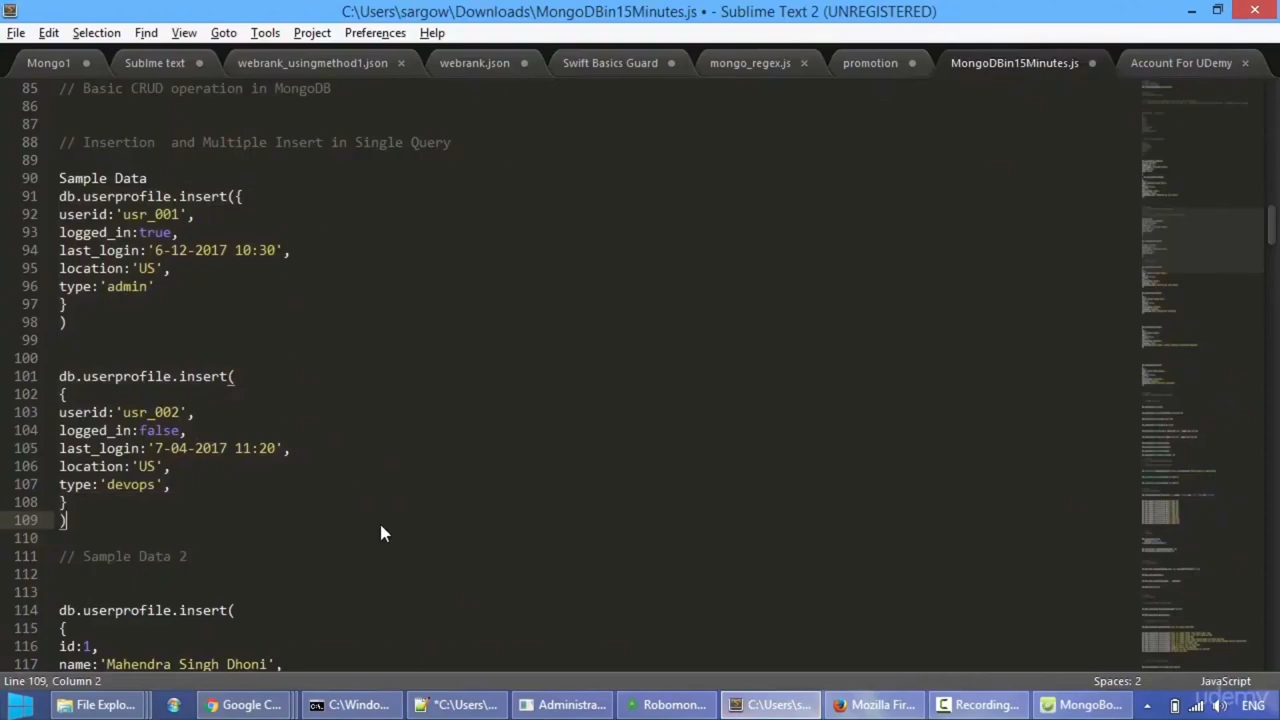 C:\Users\sargow\Downloads\MongoDBin15Minutes.js • - Sublime Text 2 (UNREGISTERED)
File Edit Selection Find View Goto Tools Project Preferences Help
Mongo1 Sublme text webrank_usingmethod1.json webrank.json Swift Basics Guard mongo_regex.js promotion MongoDBin15Minutes.js Account For UDemy
85 // Basic CRUD operation in MongoDB
86
87
88 // Insertion  and Multiple Insert in Single Query
89
90 Sample Data
91 db.userprofile.insert({
92 userid:'usr_001',
93 logged_in:true,
94 last_login:'6-12-2017 10:30',
95 location:'US',
96 type:'admin'
97 }
98 )
99
100
101 db.userprofile.insert(
102 {
103 userid:'usr_002',
104 logged_in:false,
105 last_login:'7-04-2017 11:20',
106 location:'US',
107 type:'devops',
108 }
109 )
110
111 // Sample Data 2
112
113
114 db.userprofile.insert(
115 {
116 id:1,
117 name:'Mahendra Singh Dhoni',
Line 109, Column 2 Spaces: 2 JavaScript
File Explo... Google C... C:\Windo... *C:\Users\... Administra... Robomon... C:\Users\s... Mozilla Fir... Recording... MongoBo... ENG
udemy